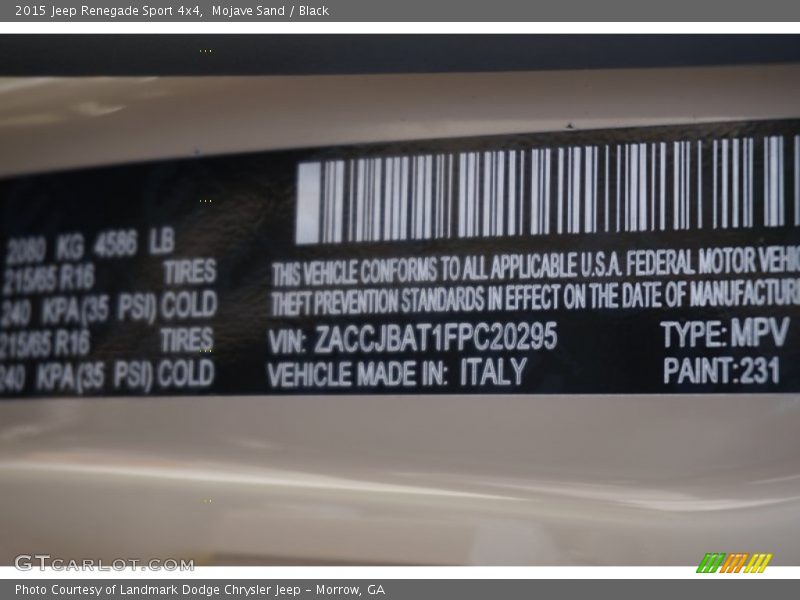 2015 Jeep Renegade Sport 4x4, Mojave Sand / Black
2080 KG 4586 LB
215/65 R16 TIRES
240 KPA(35 PSI) COLD
215/65 R16 TIRES
240 KPA(35 PSI) COLD
THIS VEHICLE CONFORMS TO ALL APPLICABLE U.S.A. FEDERAL MOTOR VEHIC
THEFT PREVENTION STANDARDS IN EFFECT ON THE DATE OF MANUFACTUR
VIN: ZACCJBAT1FPC20295 TYPE: MPV
VEHICLE MADE IN: ITALY PAINT:231
GTCARLOT.COM
Photo Courtesy of Landmark Dodge Chrysler Jeep - Morrow, GA